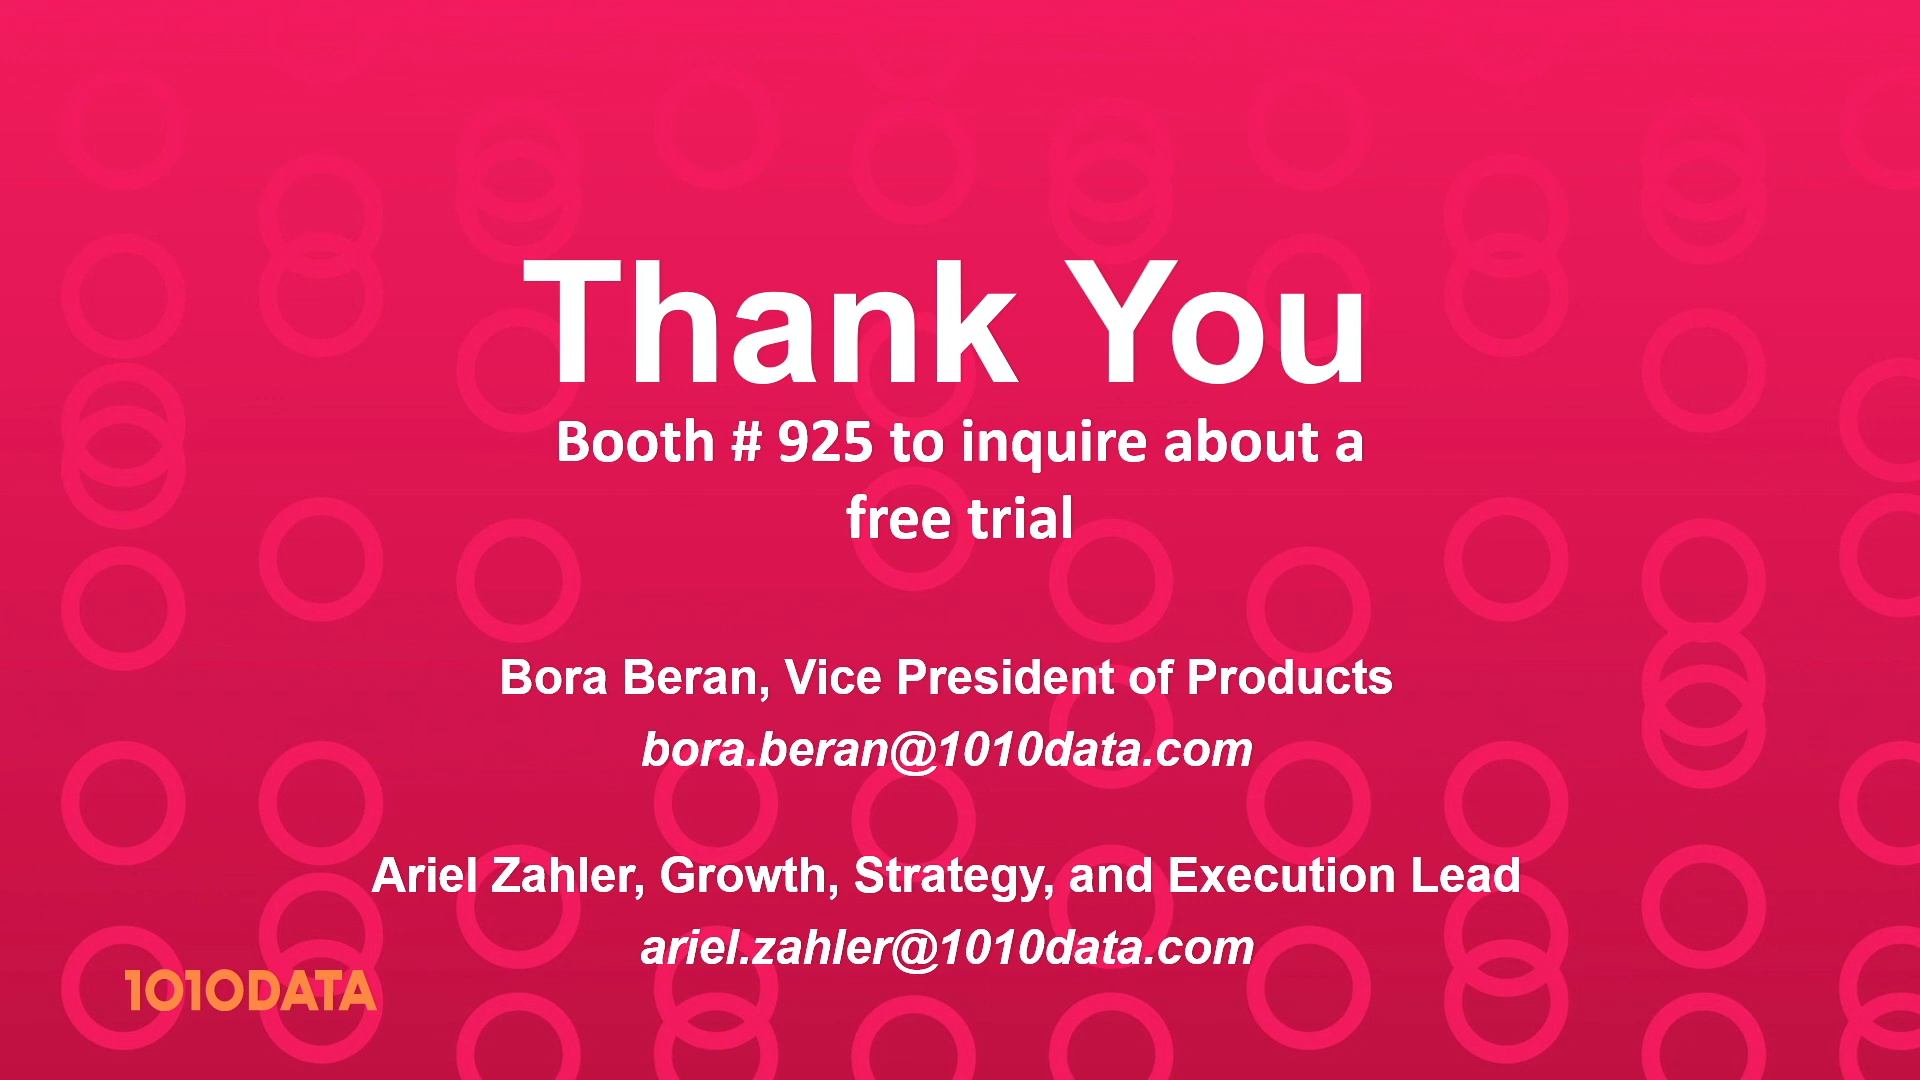 Thank You
Booth # 925 to inquire about a
free trial
Bora Beran, Vice President of Products
bora.beran@1010data.com
Ariel Zahler, Growth, Strategy, and Execution Lead
ariel.zahler@1010data.com
1010DATA